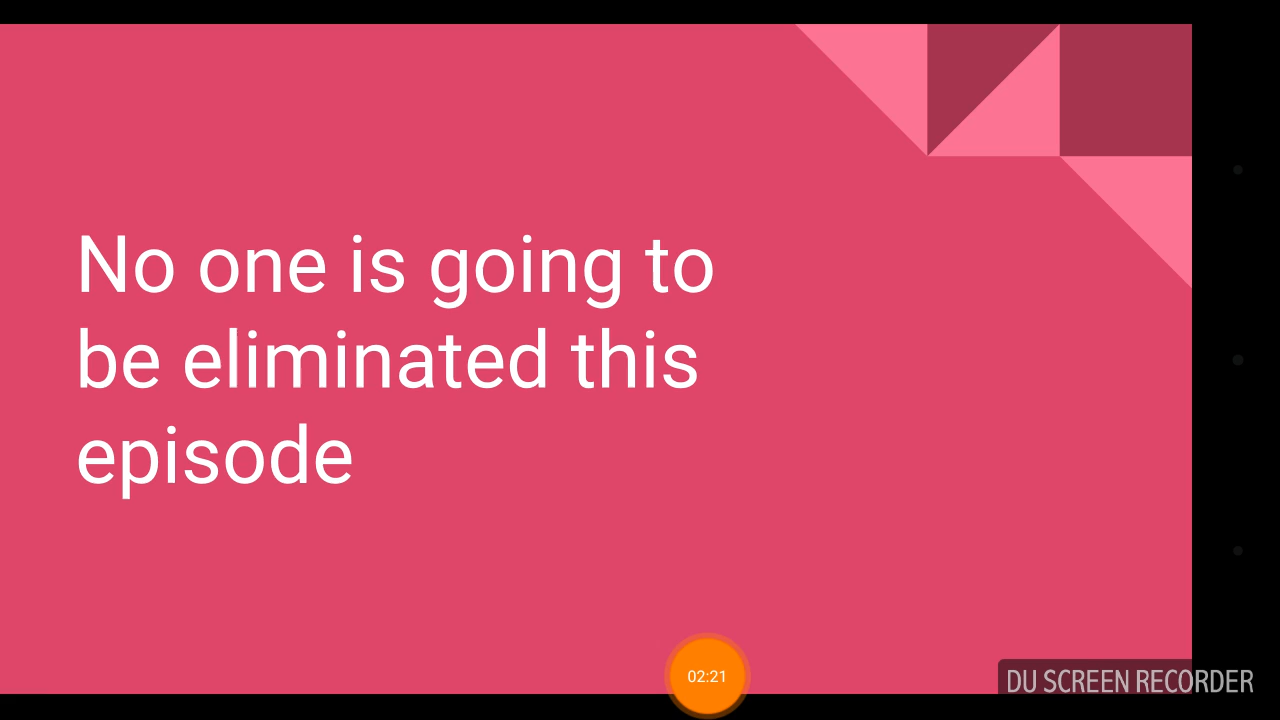 No one is going to
be eliminated this
episode
02:21
DU SCREEN RECORDER